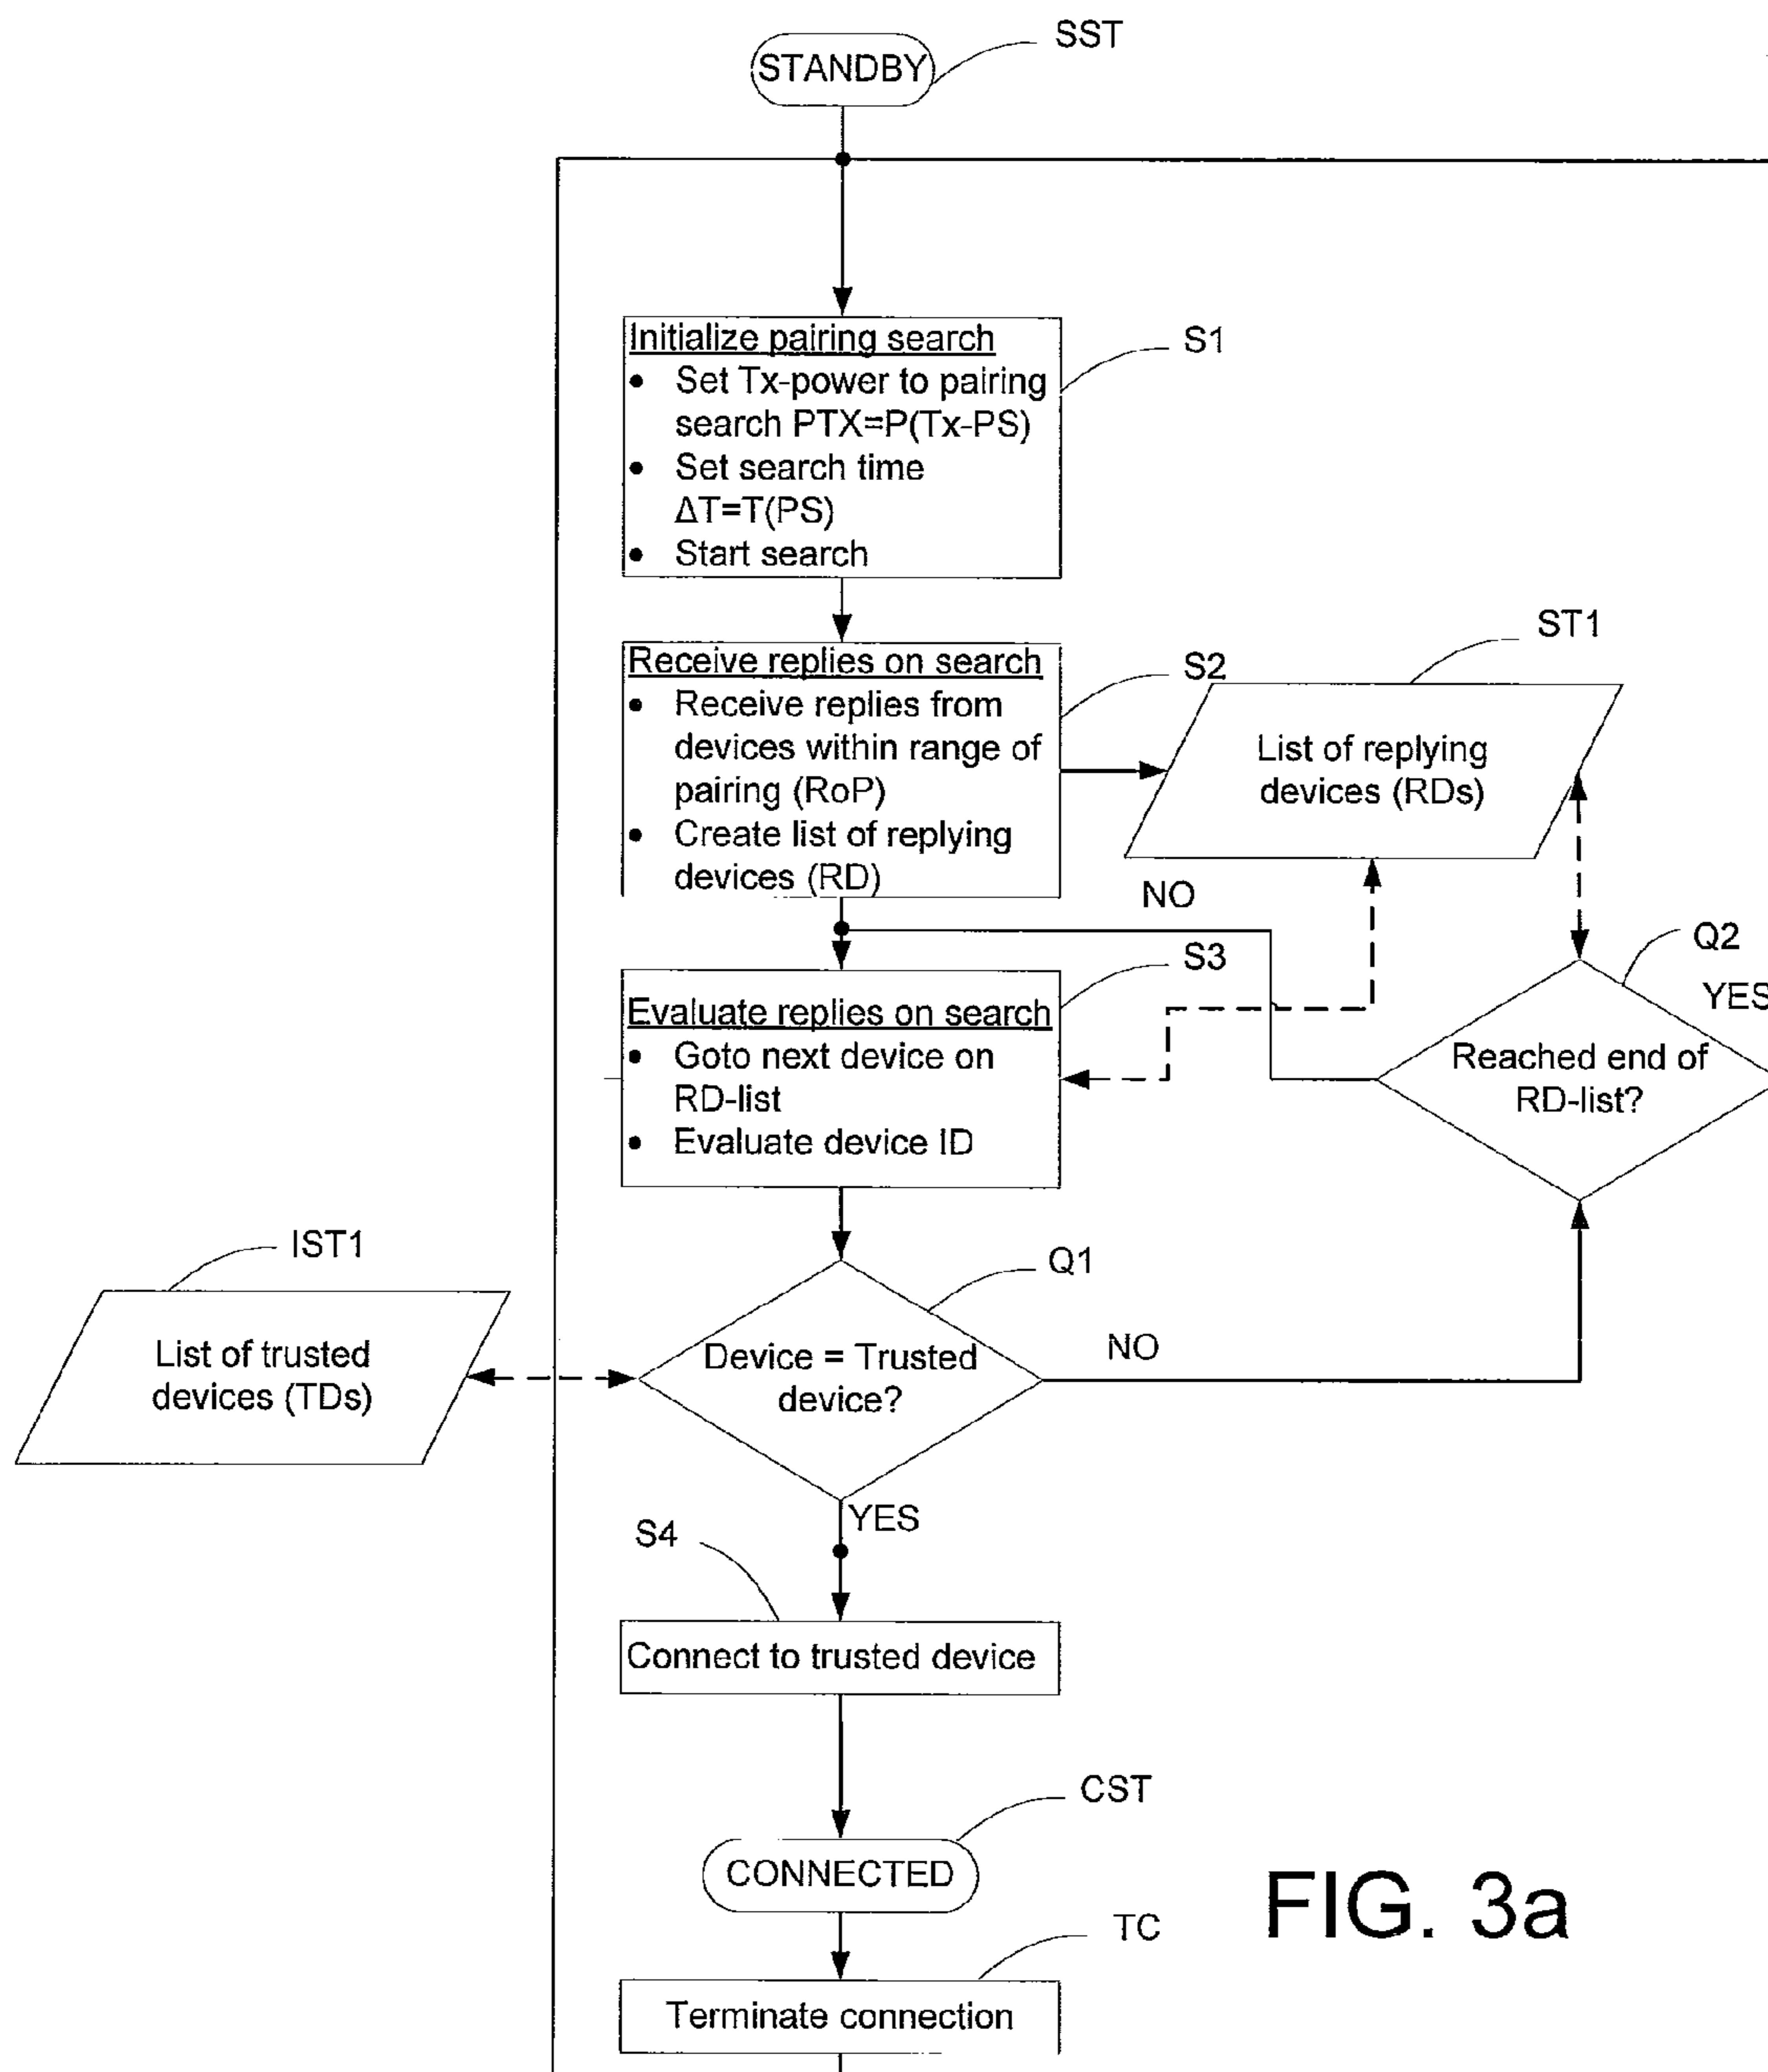 SST
STANDBY
S1
Initialize pairing search
• Set Tx-power to pairing
search PTX=P(Tx-PS)
• Set search time
ΔT=T(PS)
• Start search
ST1
S2
Receive replies on search
• Receive replies from
devices within range of
pairing (RoP)
• Create list of replying
devices (RD)
List of replying
devices (RDs)
NO
Q2
YES
S3
Evaluate replies on search
• Goto next device on
RD-list
• Evaluate device ID
Reached end of
RD-list?
IST1
Q1
List of trusted
devices (TDs)
Device = Trusted
device?
NO
YES
S4
Connect to trusted device
CST
CONNECTED
FIG. 3a
TC
Terminate connection